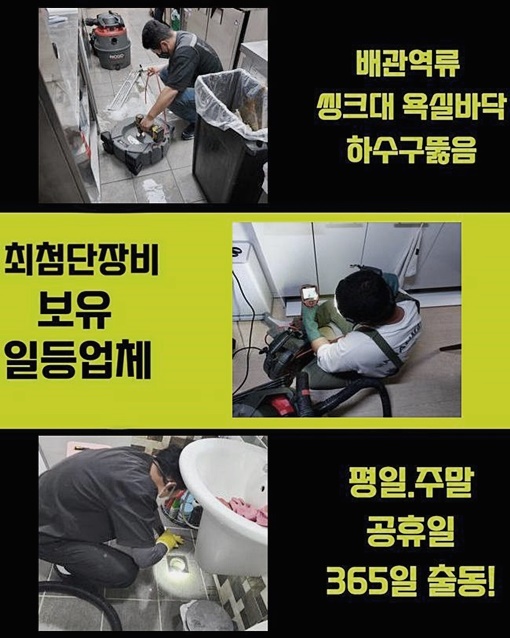 배관역류
씽크대 욕실바닥
하수구뚫음
최첨단장비
보유
일등업체
평일.주말
공휴일
365일 출동!
RIDGID